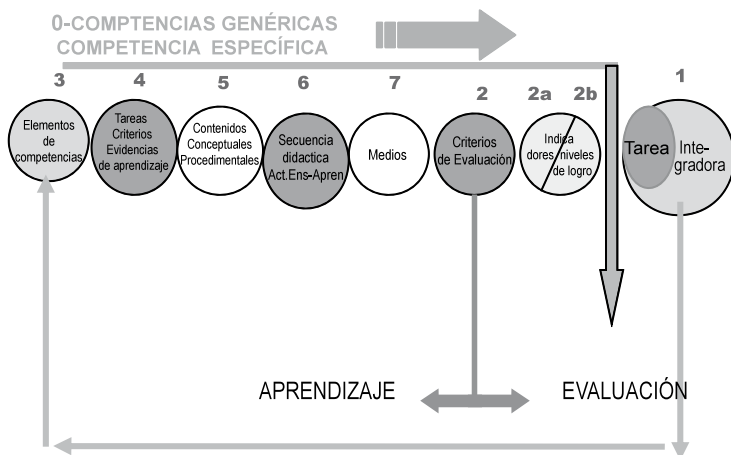 0-COMPTENCIAS GENÉRICAS
COMPETENCIA ESPECÍFICA
3
4
5
6
7
2
2a
2b
1
Elementos
de
competencias
Tareas
Criterios
Evidencias
de aprendizaje
Contenidos
Conceptuales
Procedimentales
Secuencia
didactica
Act.Ens-Apren.
Medios
Criterios
de Evaluación
Indica
dores
niveles
de logro
Tarea
Inte-
gradora
APRENDIZAJE
EVALUACIÓN